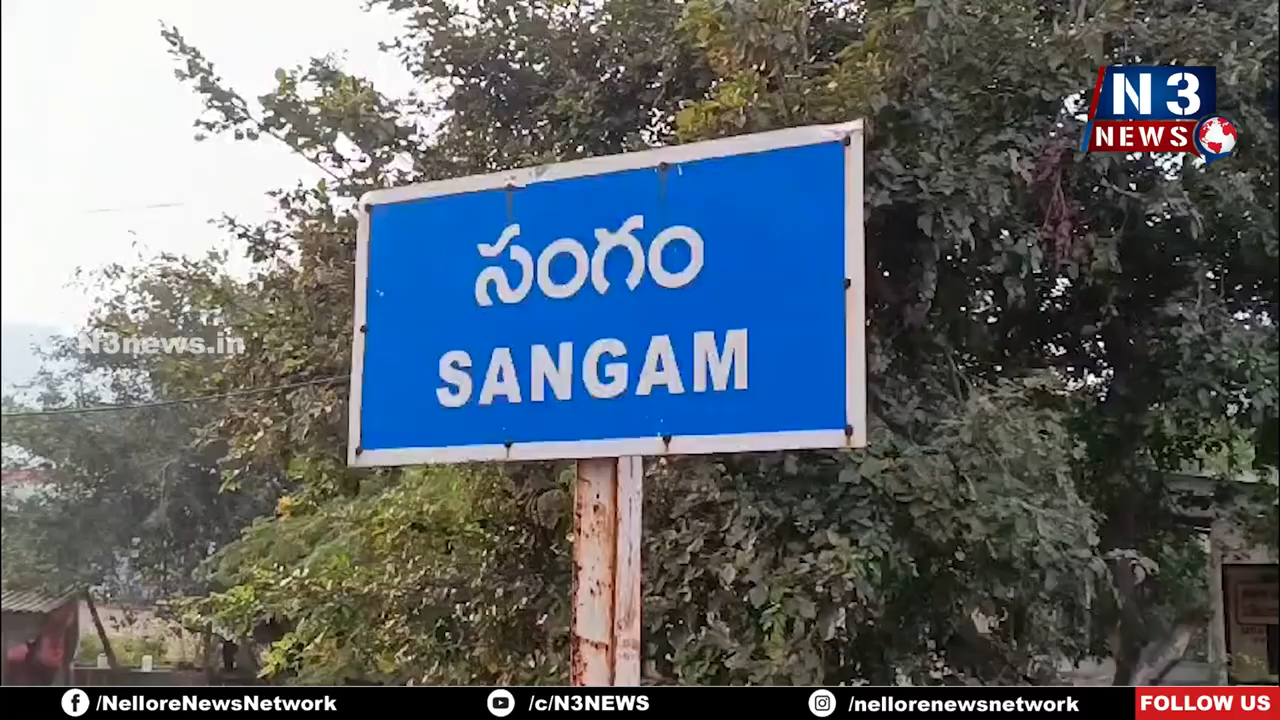 N3
NEWS
సంగం
SANGAM
N3news.in
/NelloreNewsNetwork
/c/N3NEWS
/nellorenewsnetwork
FOLLOW US